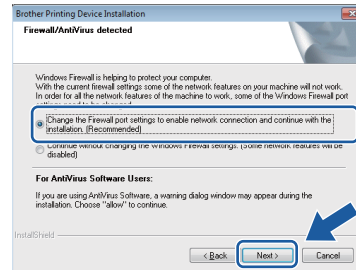 Brother Printing Device Installation
Firewall/AntiVirus detected
Windows Firewall is helping to protect your computer.
With the current firewall settings some of the network features on your machine will not work.
In order for all the network features of the machine to work, some of the Windows Firewall port
settings need to be changed.
Change the Firewall port settings to enable network connection and continue with the
installation. (Recommended)
Continue without changing the Windows Firewall settings. (Some network features will be
disabled)
For AntiVirus Software Users:
If you are using AntiVirus Software, a warning dialog window may appear during the
installation. Choose "allow" to continue.
InstallShield
< Back
Next >
Cancel